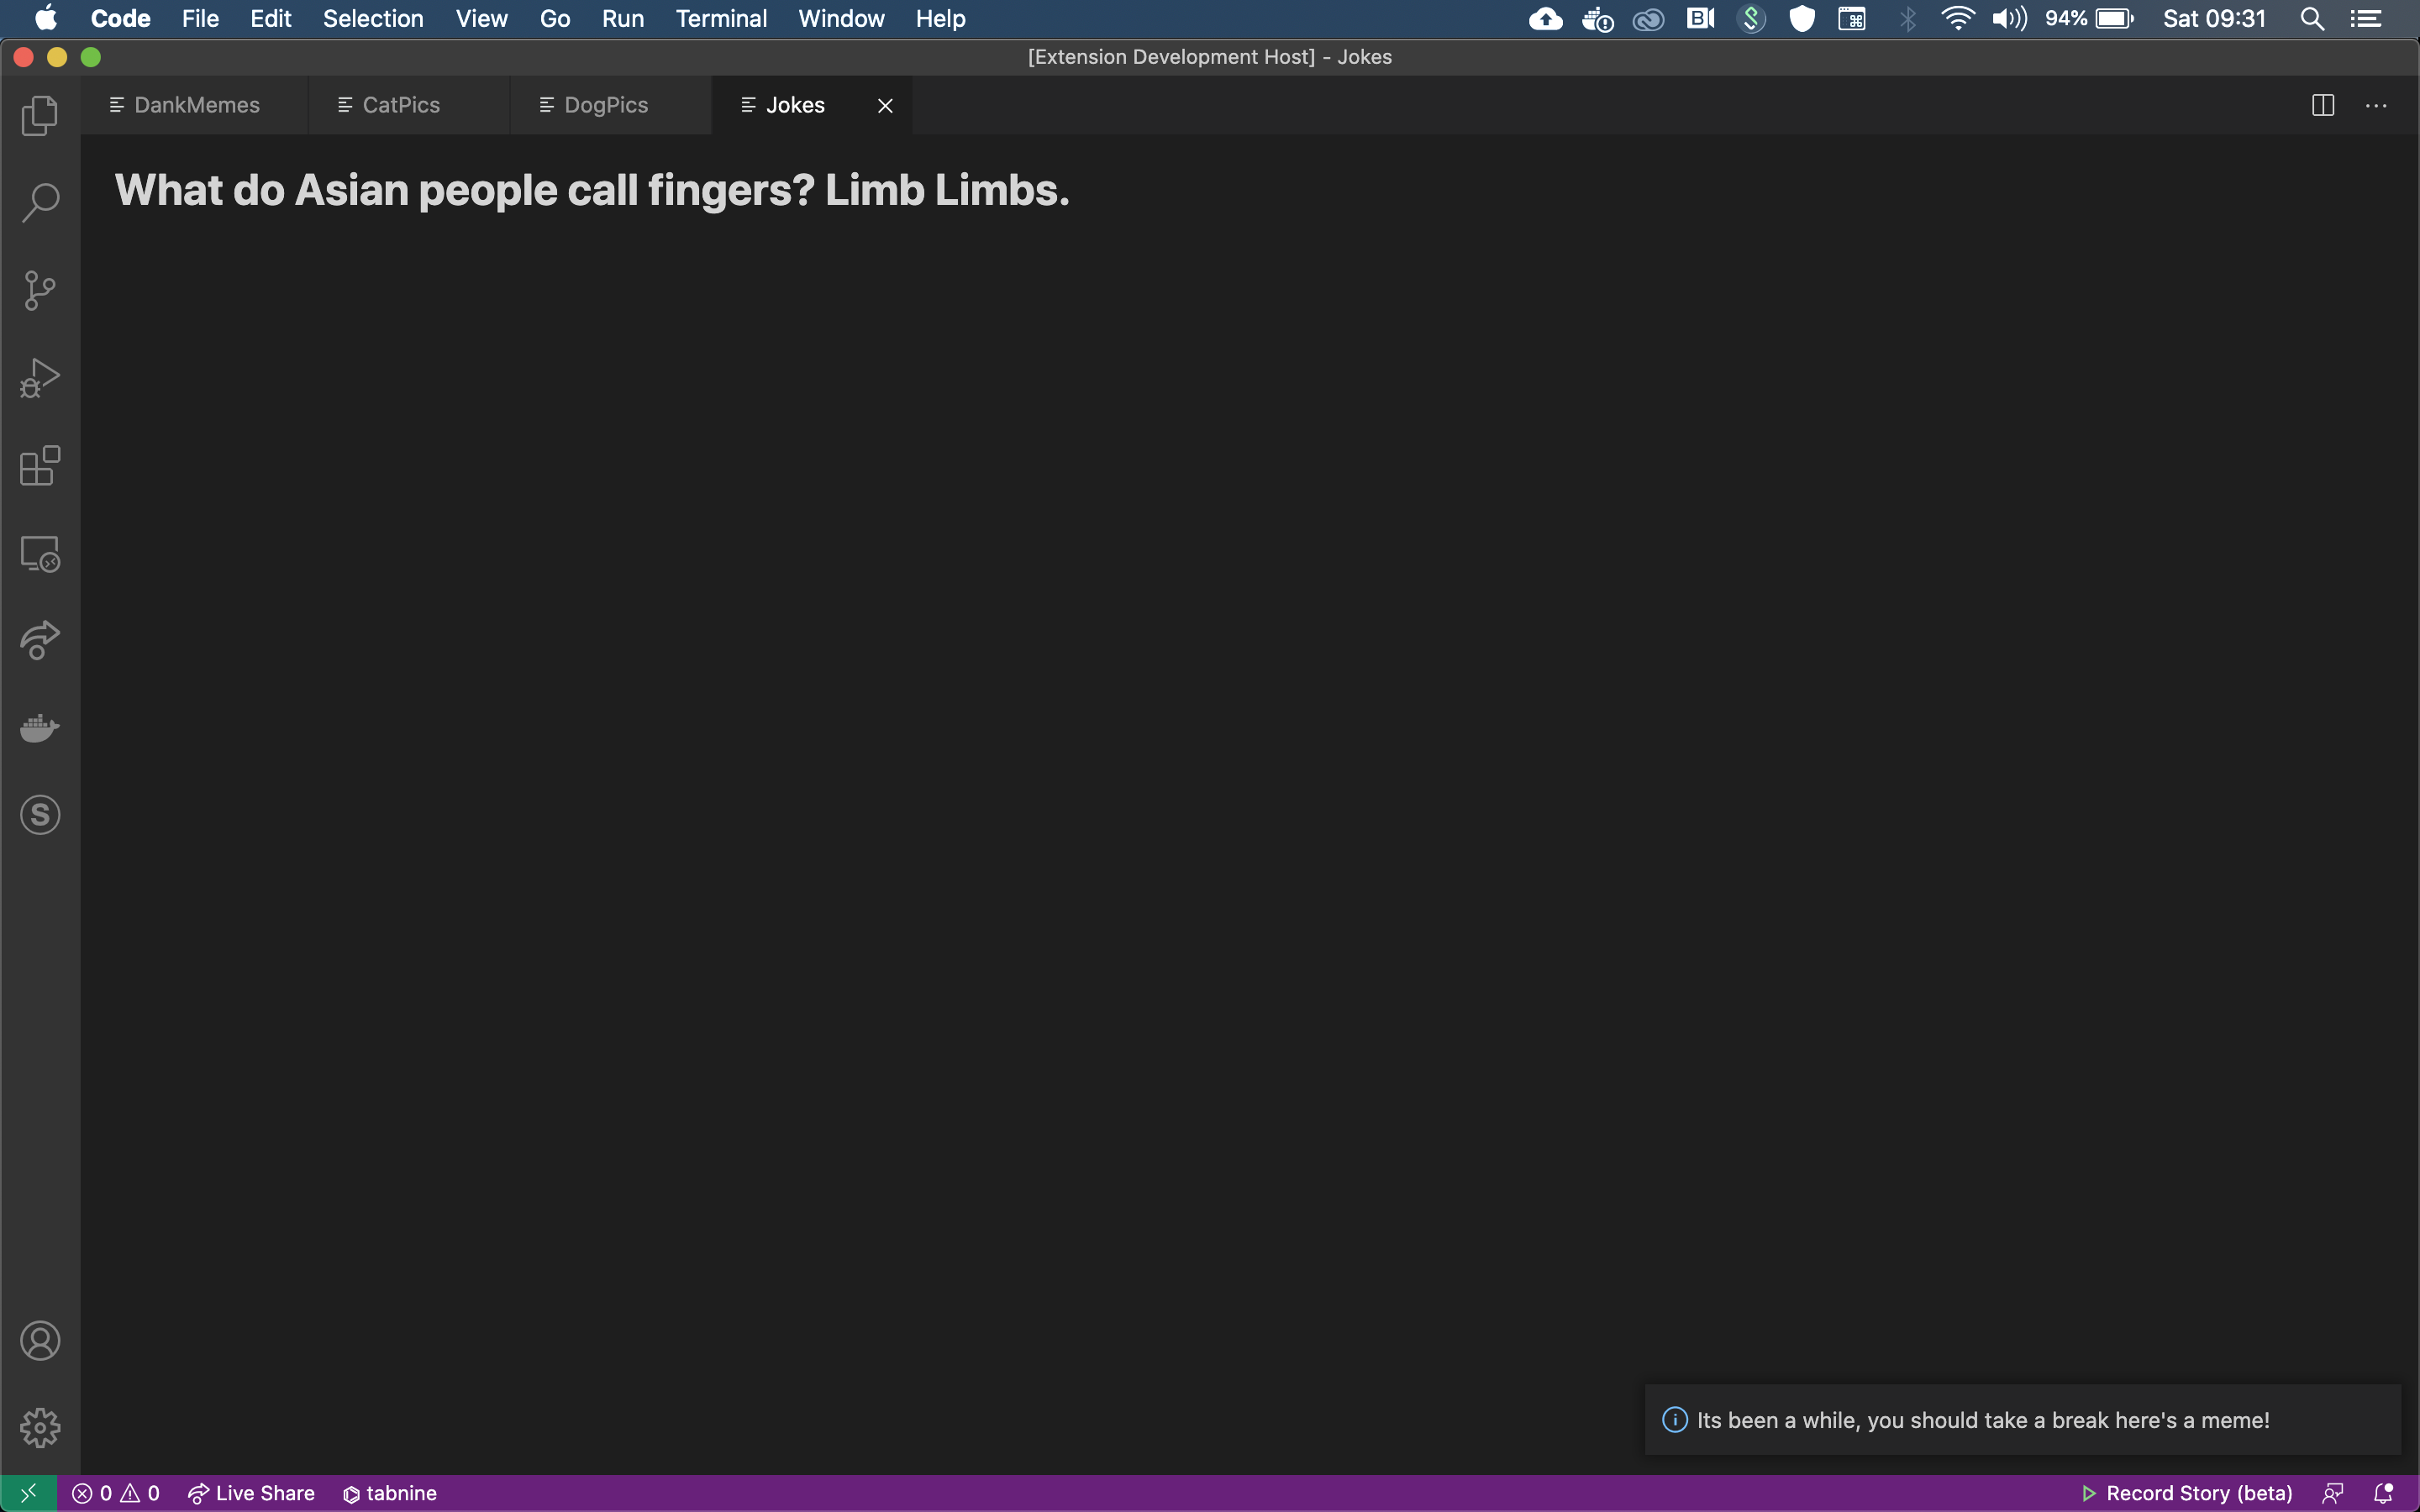 Code File Edit Selection View Go Run Terminal Window Help 94% Sat 09:31
[Extension Development Host] - Jokes
DankMemes CatPics DogPics Jokes
What do Asian people call fingers? Limb Limbs.
Its been a while, you should take a break here's a meme!
0 0 Live Share tabnine Record Story (beta)